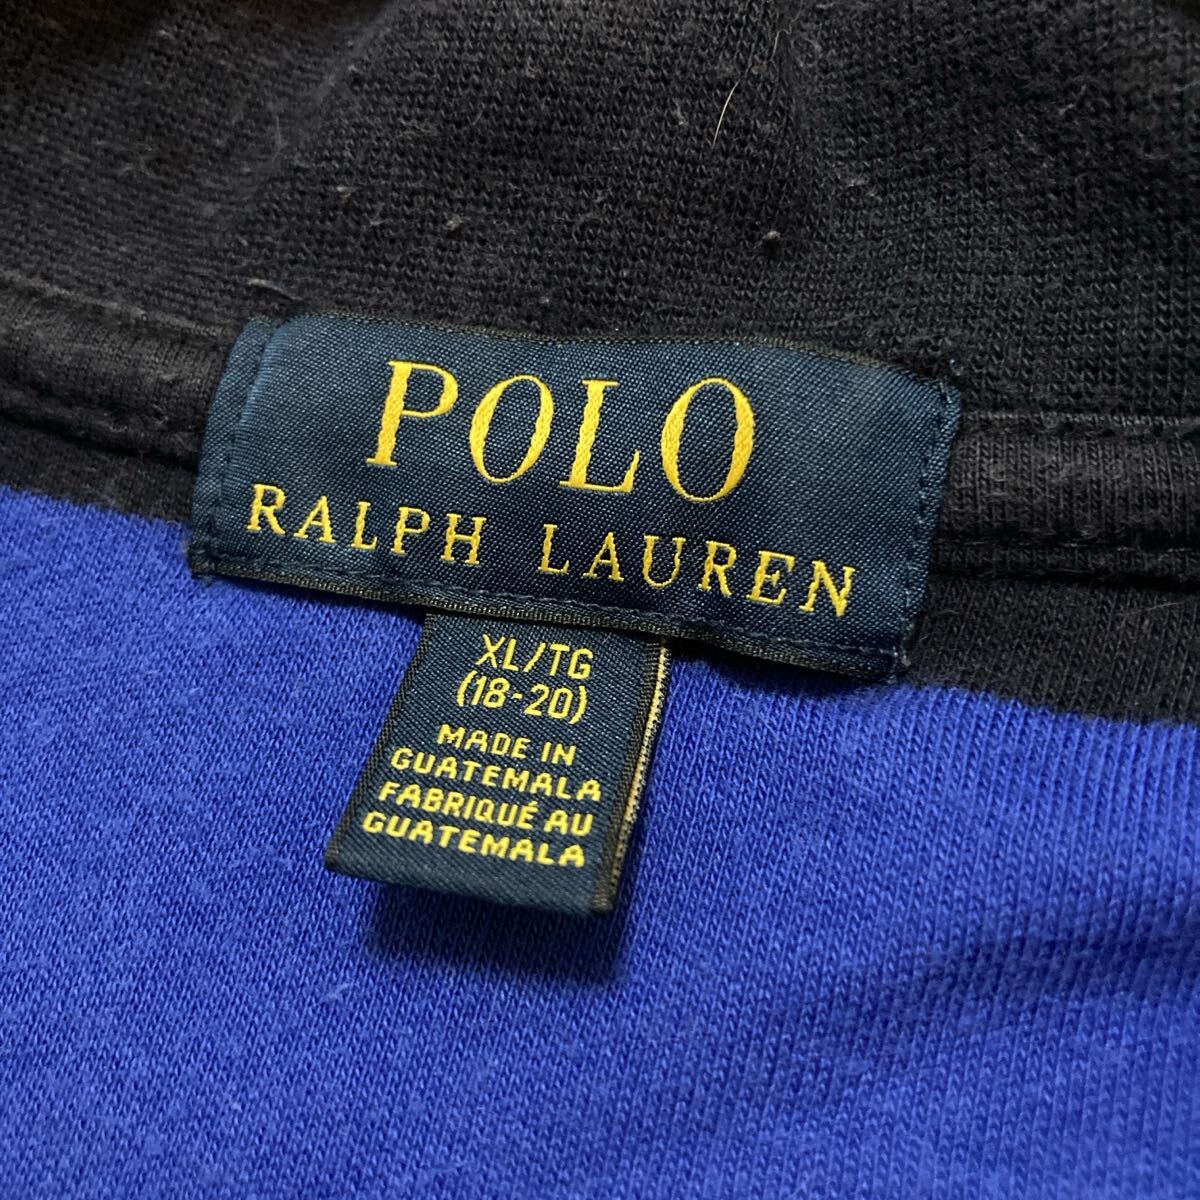 POLO
RALPH LAUREN
XL/TG
(18-20)
MADE IN
GUATEMALA
FABRIQUÉ AU
GUATEMALA